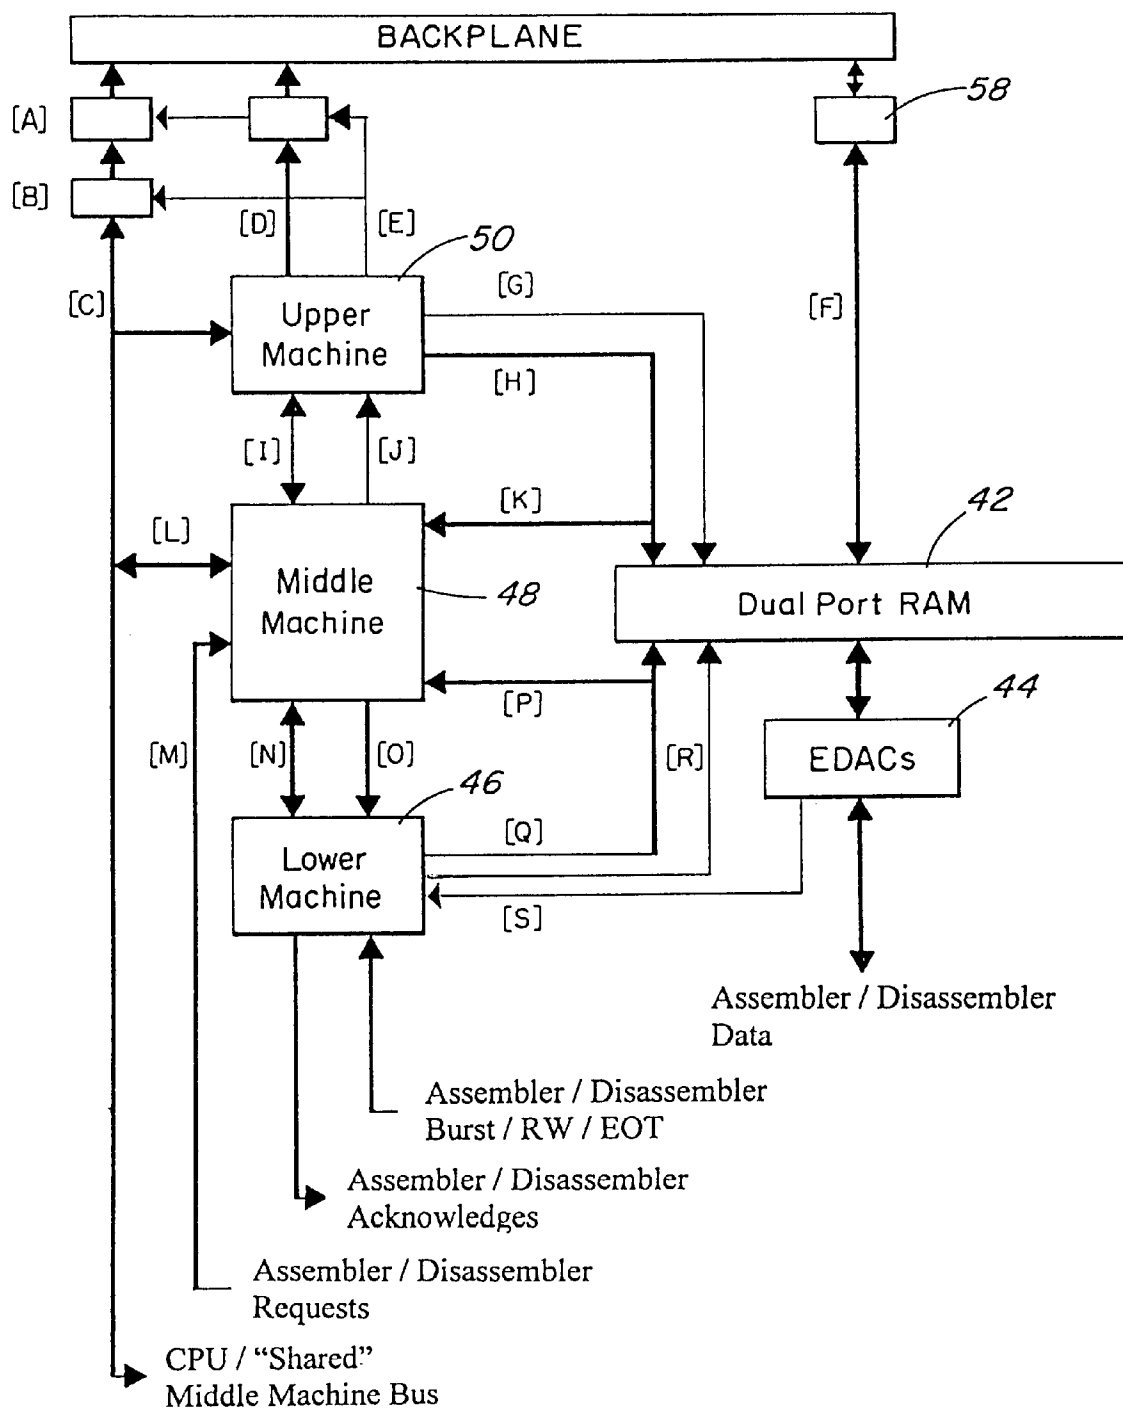 BACKPLANE
[A]
58
[B]
[D]
[E]
50
[G]
[C]
[F]
Upper
Machine
[H]
[I]
[J]
[K]
42
[L]
Middle
Machine
48
Dual Port RAM
[P]
44
[M]
[N]
[O]
[R]
EDACs
46
[Q]
Lower
Machine
[S]
Assembler / Disassembler
Data
Assembler / Disassembler
Burst / RW / EOT
Assembler / Disassembler
Acknowledges
Assembler / Disassembler
Requests
CPU / “Shared”
Middle Machine Bus